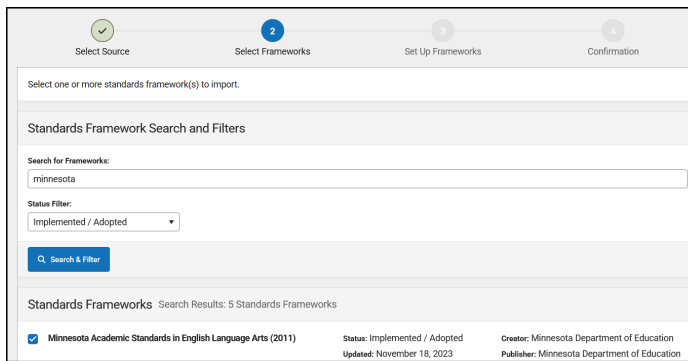 2
3
4
Select Source
Select Frameworks
Set Up Frameworks
Confirmation
Select one or more standards framework(s) to import.
Standards Framework Search and Filters
Search for Frameworks:
minnesota
Status Filter:
Implemented / Adopted
Search & Filter
Standards Frameworks Search Results: 5 Standards Frameworks
Minnesota Academic Standards in English Language Arts (2011)
Status: Implemented / Adopted
Updated: November 18, 2023
Creator: Minnesota Department of Education
Publisher: Minnesota Department of Education